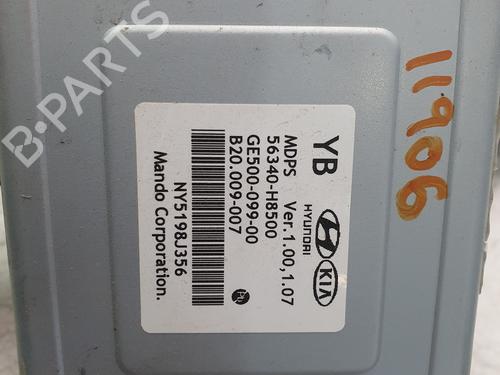 YB
HYUNDAI
KIA
MDPS Ver.1.00,1.07
56340-H8500
GE500-099-00
B20.009-007
NY5198J356
Mando Corporation.
11906
B-PARTS